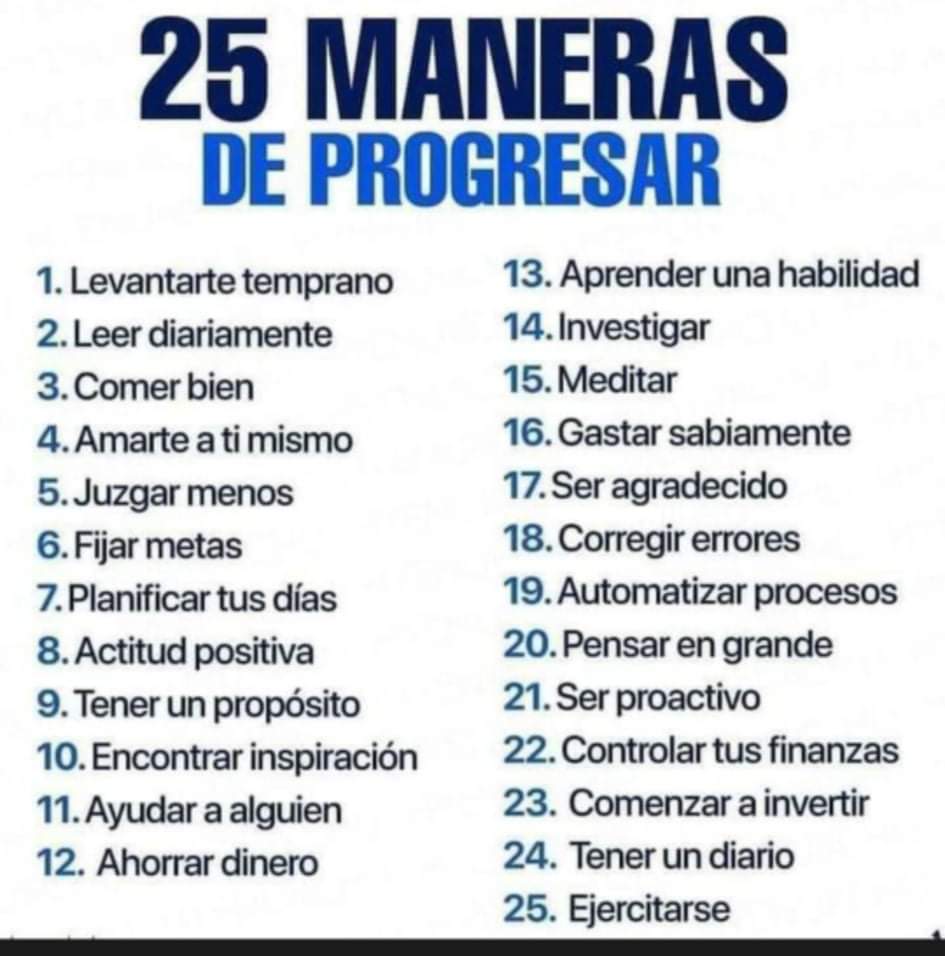 25 MANERAS
DE PROGRESAR
1. Levantarte temprano
2. Leer diariamente
3. Comer bien
4. Amarte a ti mismo
5. Juzgar menos
6. Fijar metas
7. Planificar tus días
8. Actitud positiva
9. Tener un propósito
10. Encontrar inspiración
11. Ayudar a alguien
12. Ahorrar dinero
13. Aprender una habilidad
14. Investigar
15. Meditar
16. Gastar sabiamente
17. Ser agradecido
18. Corregir errores
19. Automatizar procesos
20. Pensar en grande
21. Ser proactivo
22. Controlar tus finanzas
23. Comenzar a invertir
24. Tener un diario
25. Ejercitarse